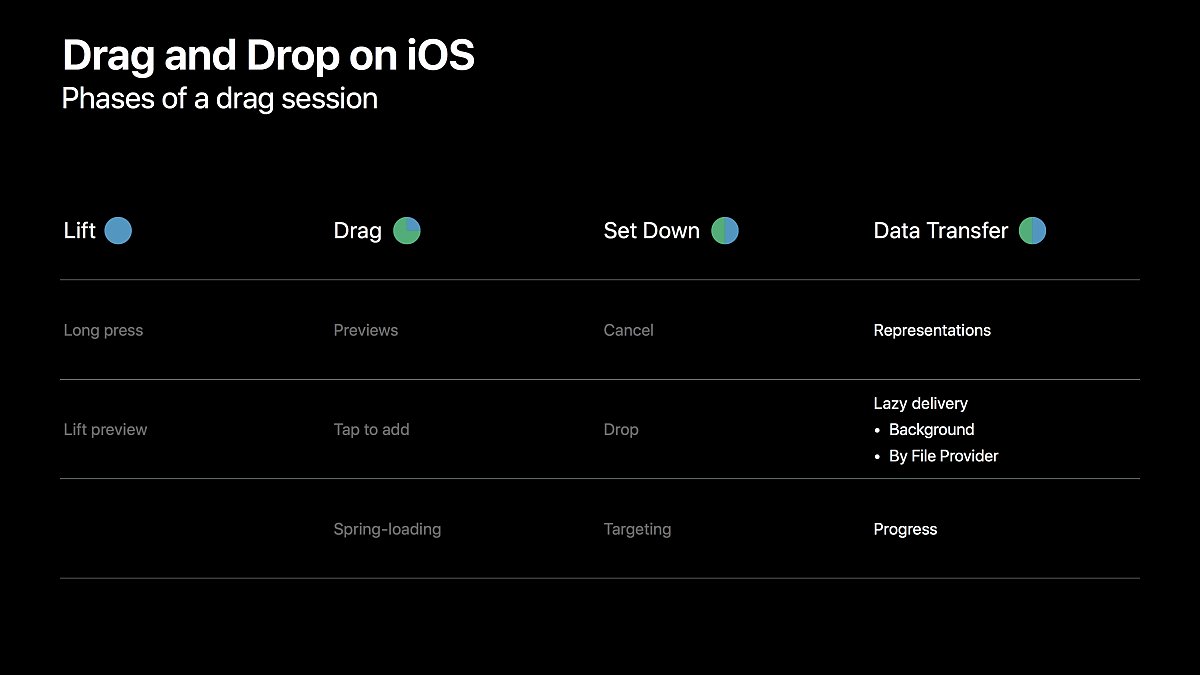 Drag and Drop on iOS
Phases of a drag session
Lift
Drag
Set Down
Data Transfer
Long press
Previews
Cancel
Representations
Lift preview
Tap to add
Drop
Lazy delivery
• Background
• By File Provider
Spring-loading
Targeting
Progress